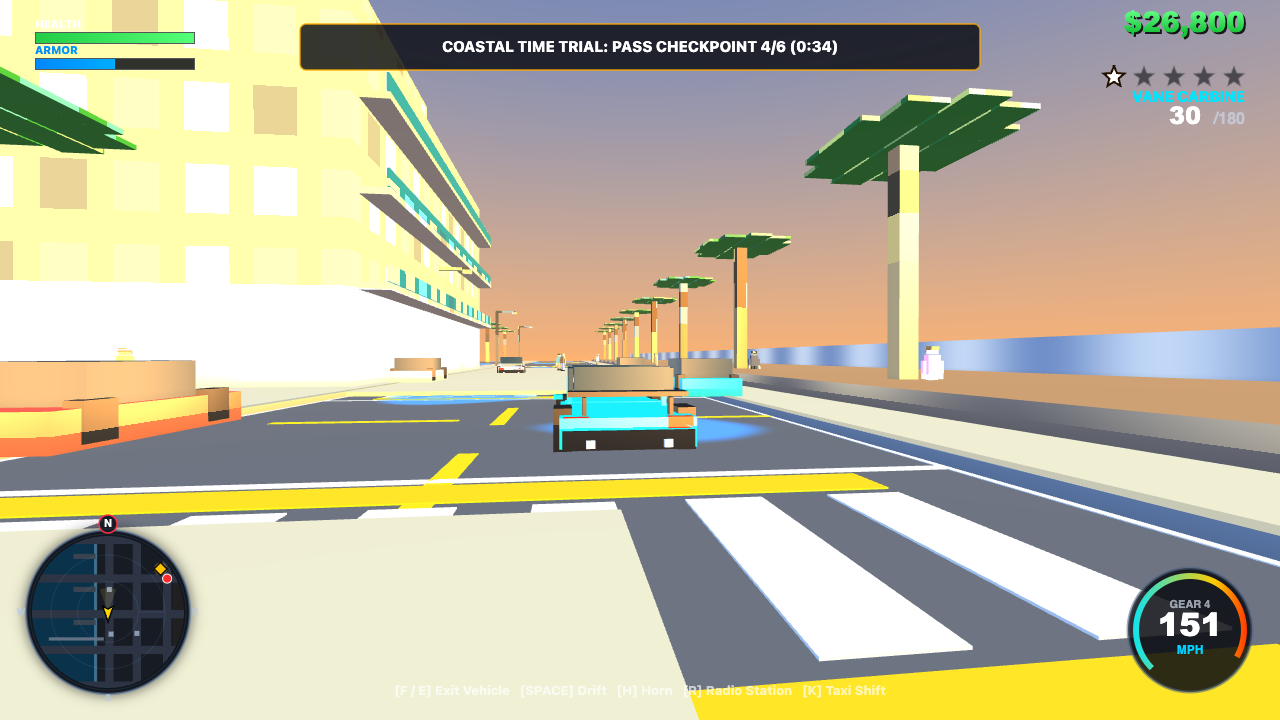 HEALTH
ARMOR
COASTAL TIME TRIAL: PASS CHECKPOINT 4/6 (0:34)
$26,800
VANE CARBINE
30 /180
N
GEAR 4
151
MPH
[F / E] Exit Vehicle [SPACE] Drift [H] Horn [R] Radio Station [K] Taxi Shift